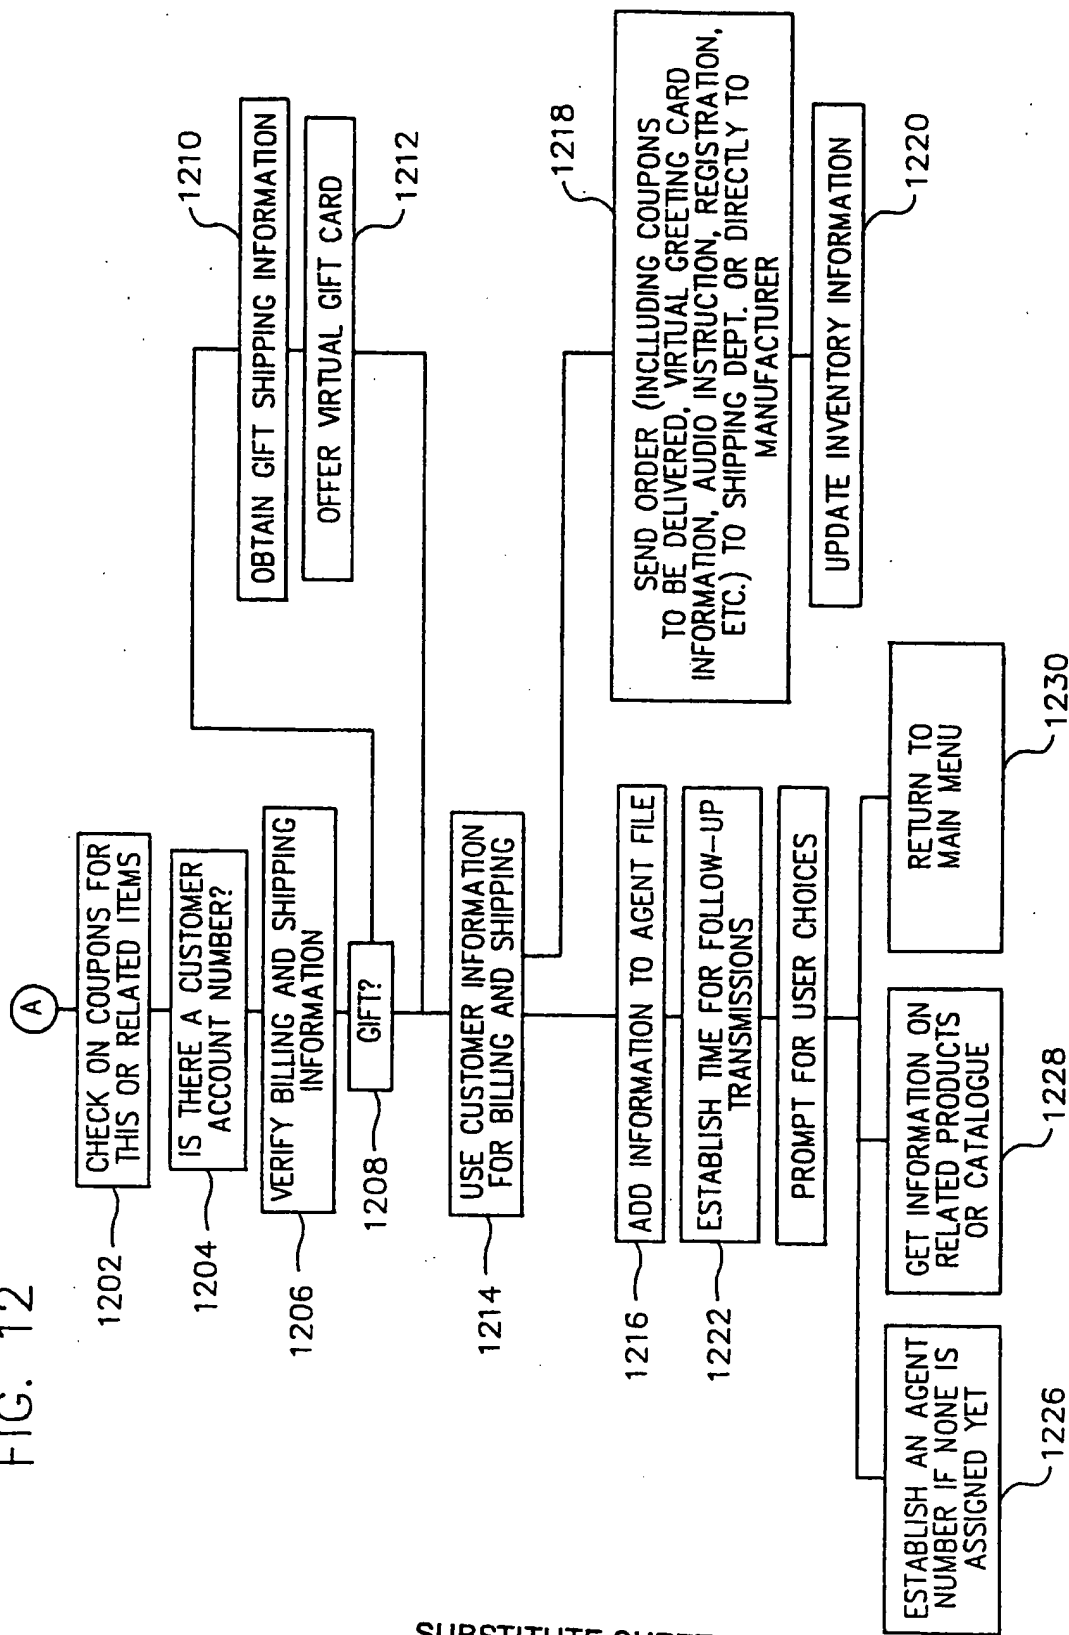 FIG. 12
A
CHECK ON COUPONS FOR
THIS OR RELATED ITEMS
1202
IS THERE A CUSTOMER
ACCOUNT NUMBER?
1204
VERIFY BILLING AND SHIPPING
INFORMATION
1206
GIFT?
1208
OBTAIN GIFT SHIPPING INFORMATION
1210
OFFER VIRTUAL GIFT CARD
1212
USE CUSTOMER INFORMATION
FOR BILLING AND SHIPPING
1214
SEND ORDER (INCLLUDING COUPONS
TO BE DELIVERED, VIRTUAL GREETING CARD
INFORMATION, AUDIO INSTRUCTION, REGISTRATION,
ETC.) TO SHIPPING DEPT. OR DIRECTLY TO
MANUFACTURER
1218
UPDATE INVENTORY INFORMATION
1220
ADD INFORMATION TO AGENT FILE
1216
ESTABLISH TIME FOR FOLLOW-UP
TRANSMISSIONS
1222
PROMPT FOR USER CHOICES
ESTABLISH AN AGENT
NUMBER IF NONE IS
ASSIGNED YET
1226
GET INFORMATION ON
RELATED PRODUCTS
OR CATALOGUE
1228
RETURN TO
MAIN MENU
1230
SUBSTITUTE SHEET